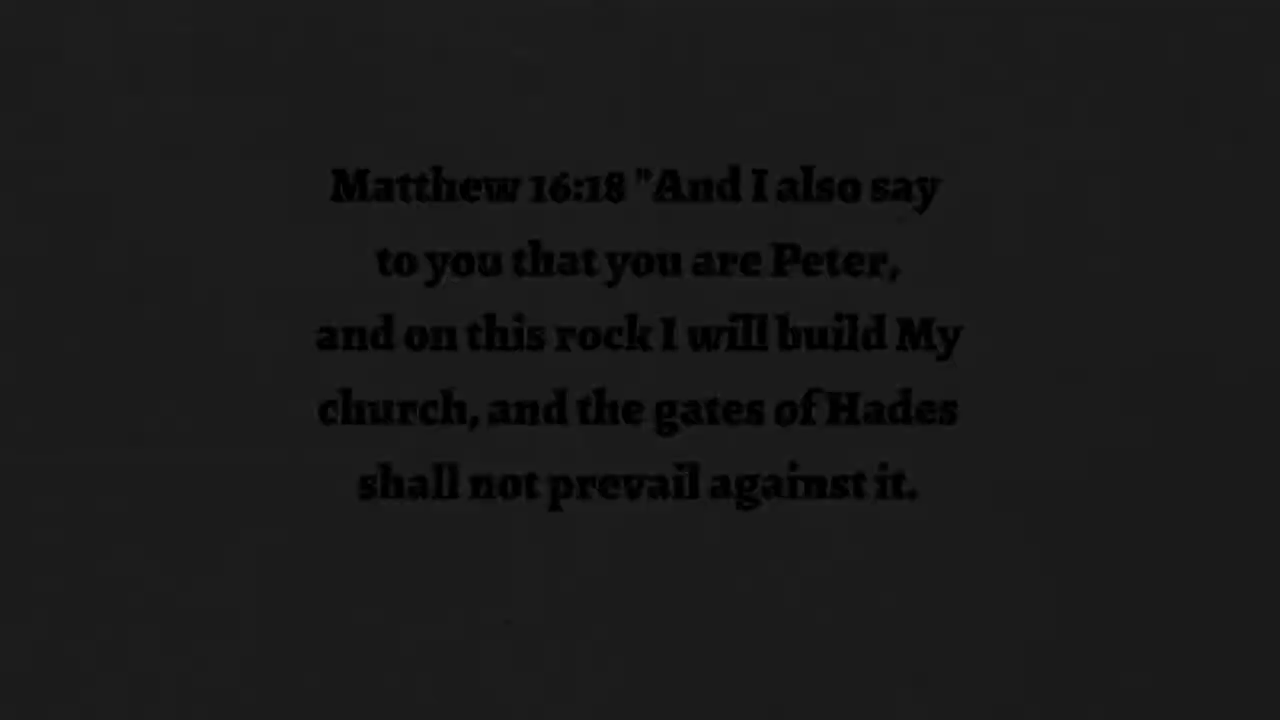 Matthew 16:18 "And I also say
to you that you are Peter,
and on this rock I will build My
church, and the gates of Hades
shall not prevail against it.